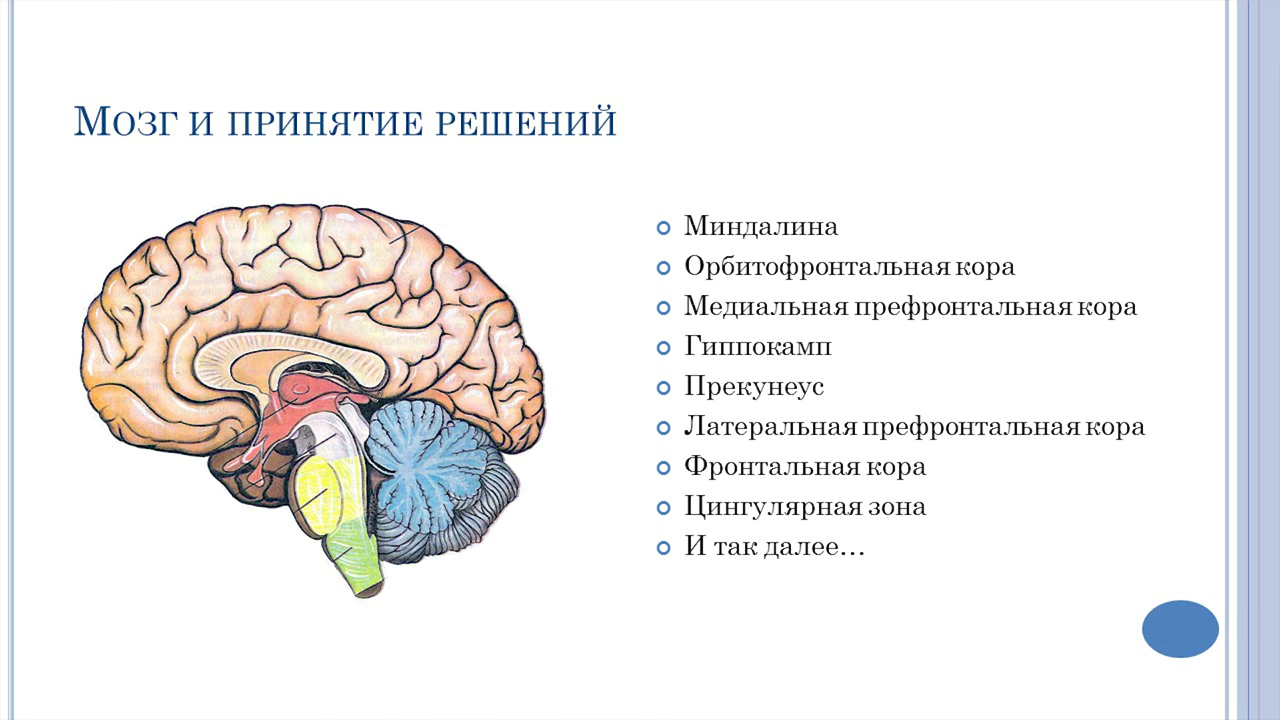 Мозг и принятие решений
Миндалина
Орбитофронтальная кора
Медиальная префронтальная кора
Гиппокамп
Прекунеус
Латеральная префронтальная кора
Фронтальная кора
Цингулярная зона
И так далее…